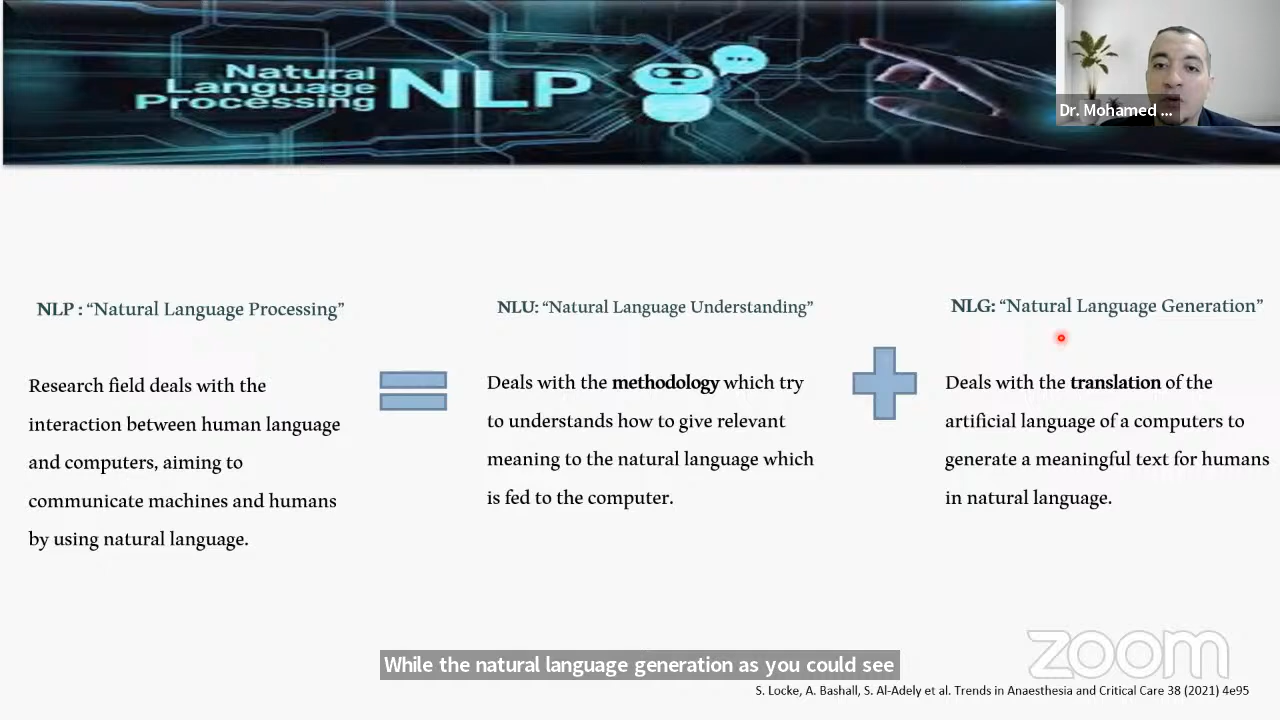 Natural
Language
Processing
NLP
Dr. Mohamed ...
NLP : “Natural Language Processing”
Research field deals with the
interaction between human language
and computers, aiming to
communicate machines and humans
by using natural language.
NLU: “Natural Language Understanding”
Deals with the methodology which try
to understands how to give relevant
meaning to the natural language which
is fed to the computer.
NLG: “Natural Language Generation”
Deals with the translation of the
artificial language of a computers to
generate a meaningful text for humans
in natural language.
While the natural language generation as you could see
zoom
S. Locke, A. Bashall, S. Al-Adely et al. Trends in Anaesthesia and Critical Care 38 (2021) 4e95